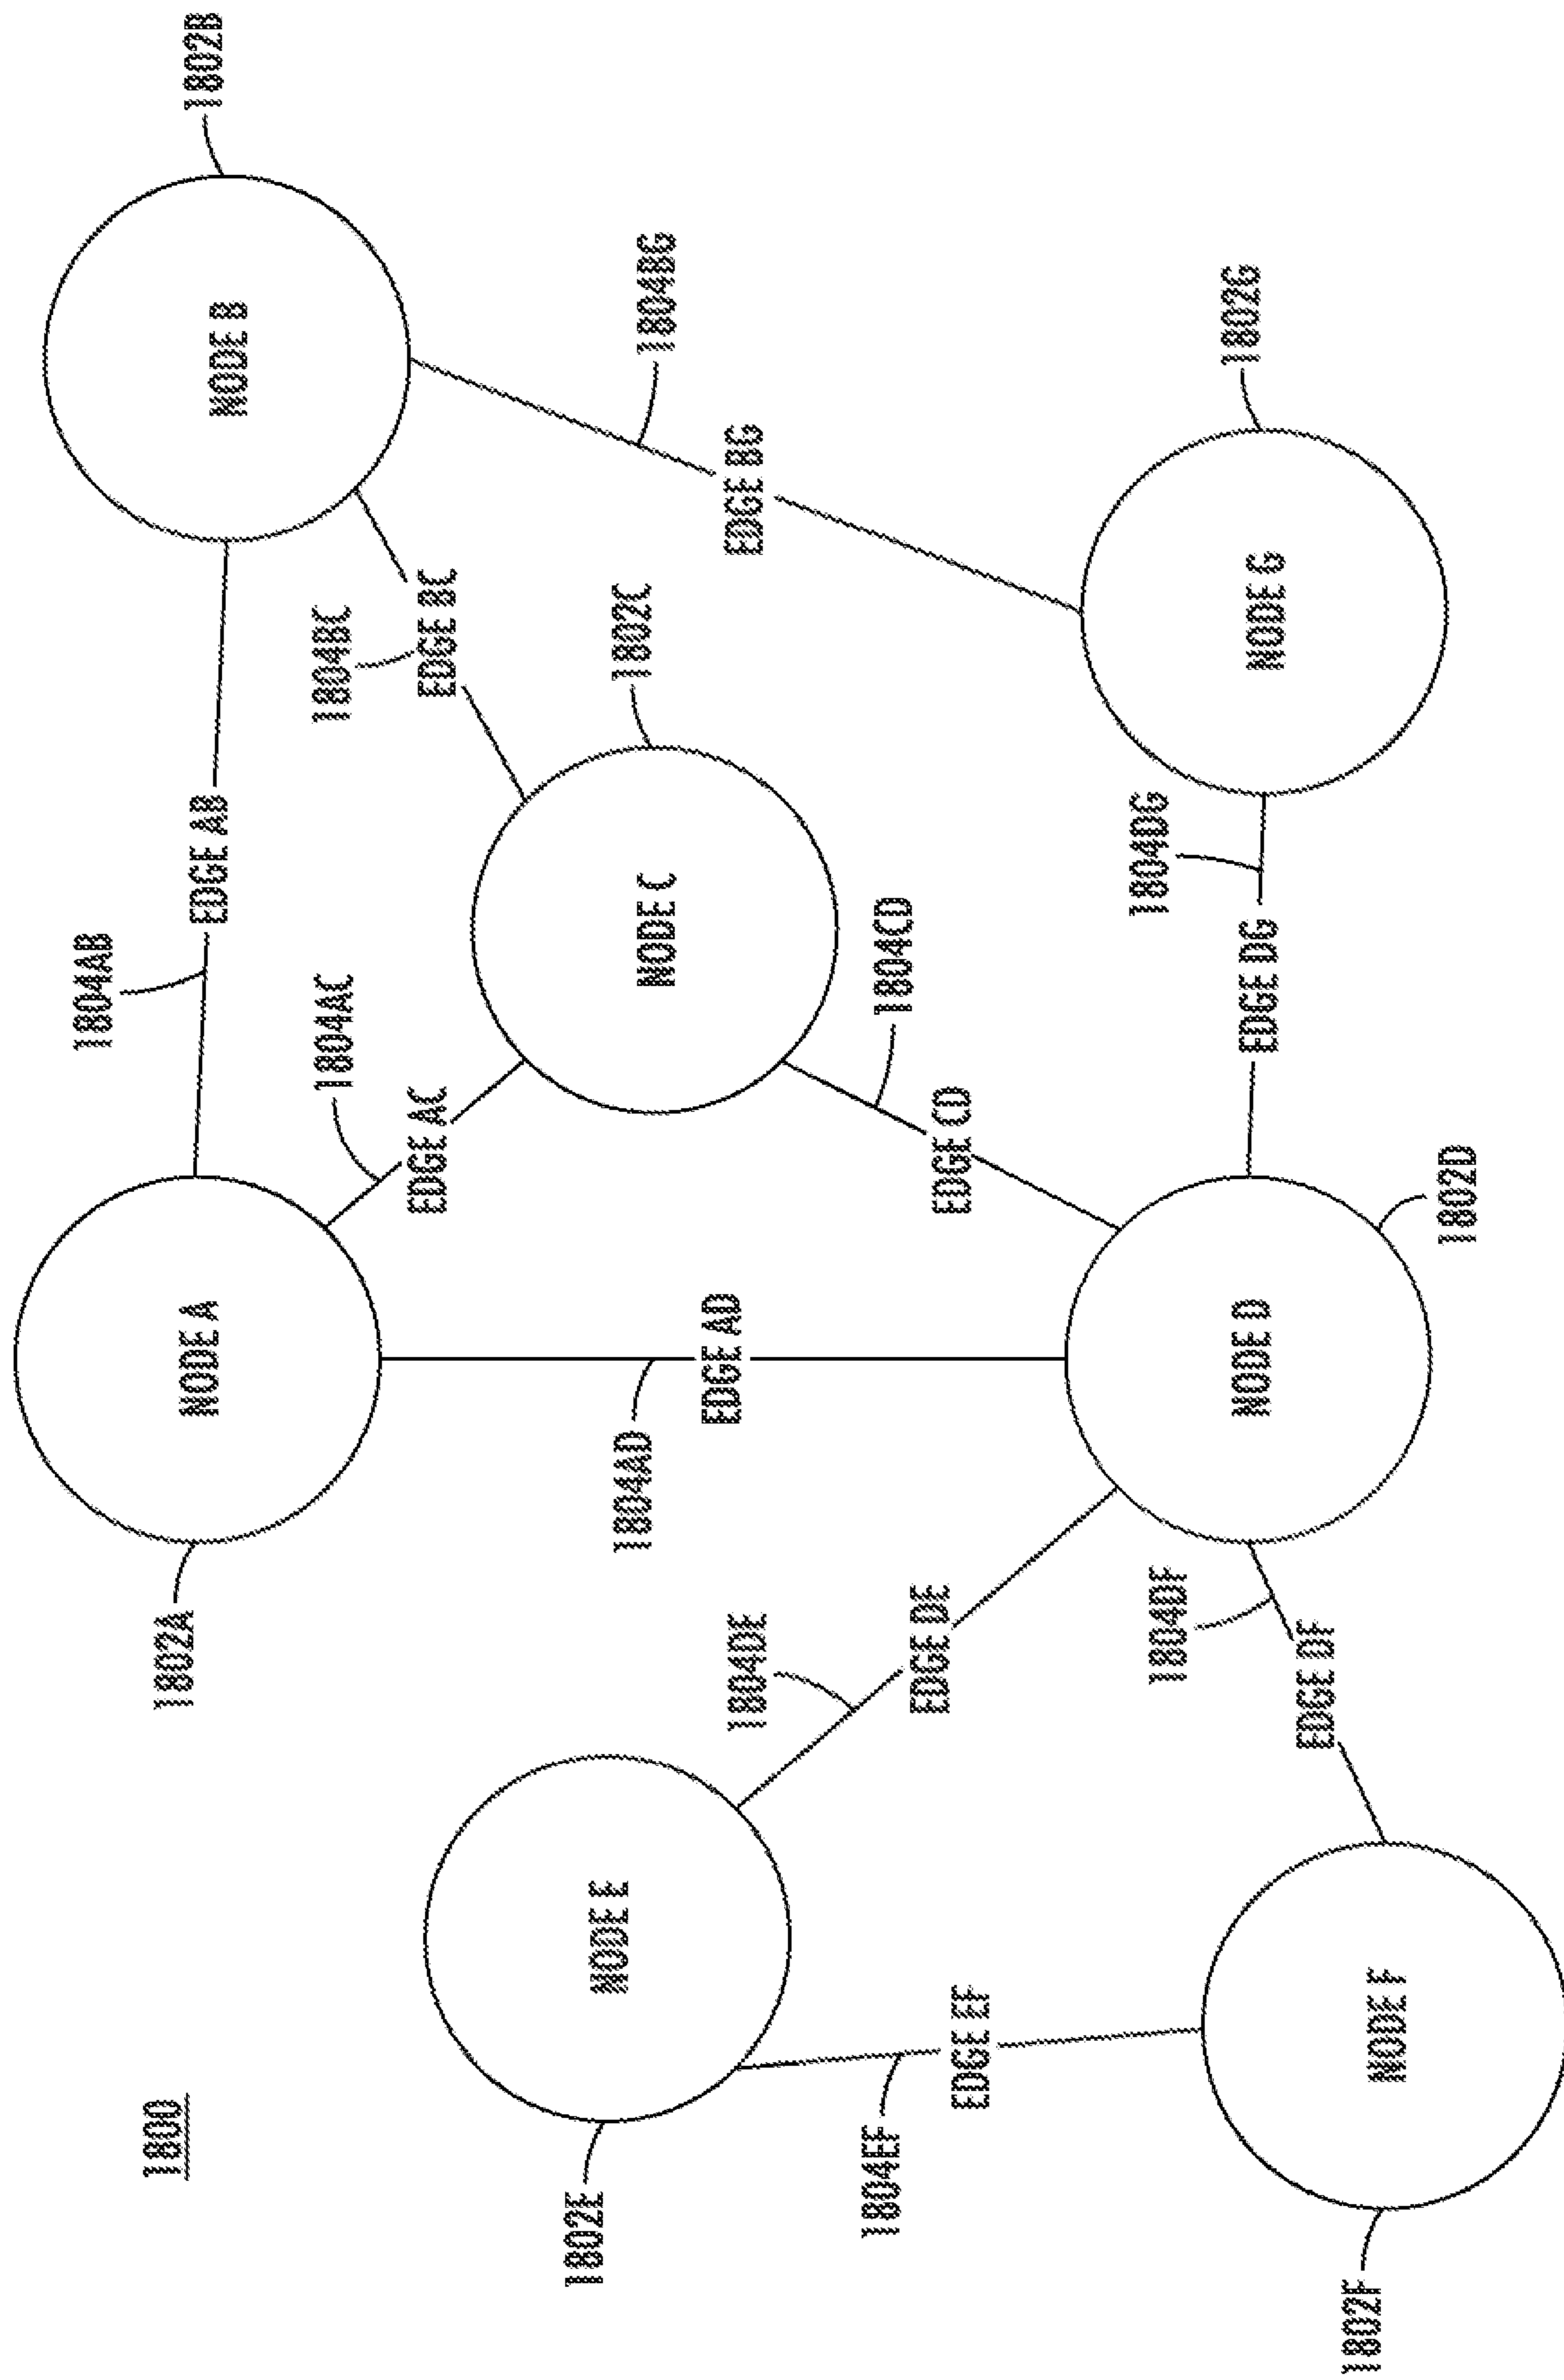 1800
1802A
NODE A
1804AB
EDGE AB
NODE B
1802B
1804AC
EDGE AC
1804BC
EDGE BC
1802E
NODE E
1804DE
EDGE DE
1804AD
EDGE AD
NODE C
1802C
1804BG
EDGE BG
1804EF
EDGE EF
EDGE CD
1804CD
1804DF
EDGE DF
NODE D
1802D
EDGE DG
1804DG
NODE G
1802G
1802F
NODE F